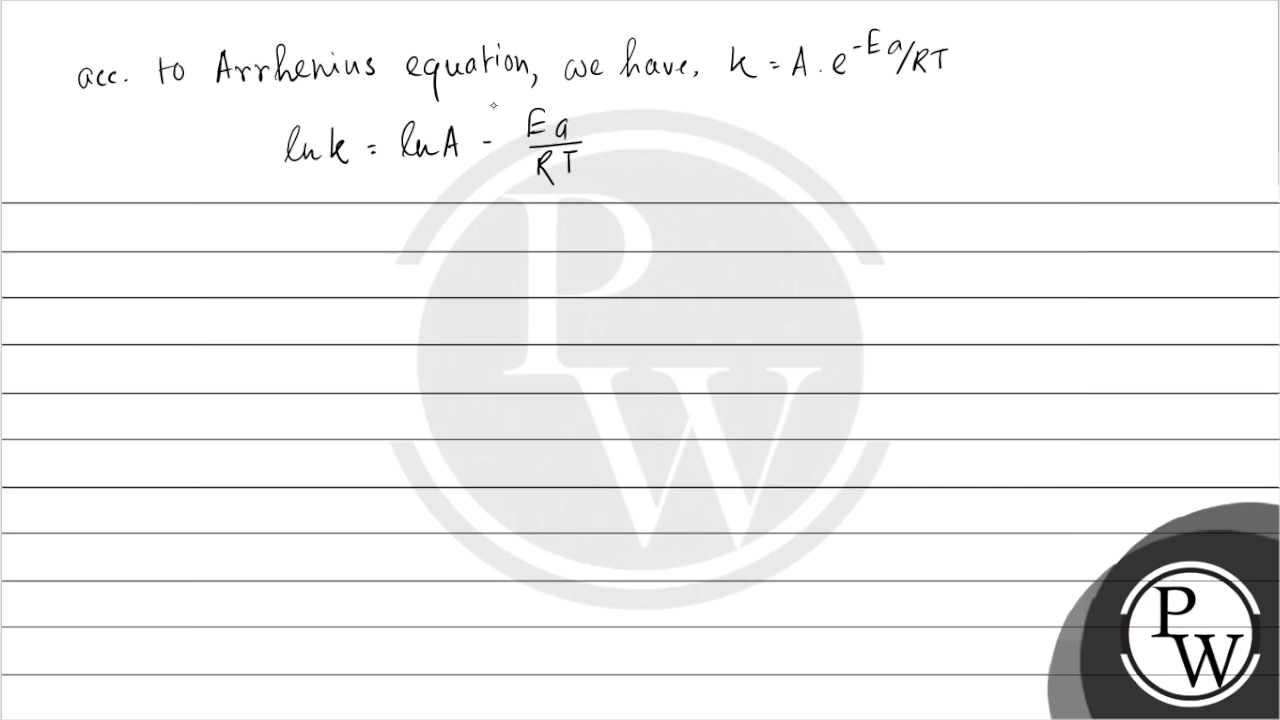 acc. to Arrhenius equation, we have, k = A . e^-Ea/RT
ln k = ln A - Ea/RT
P
W
P
W